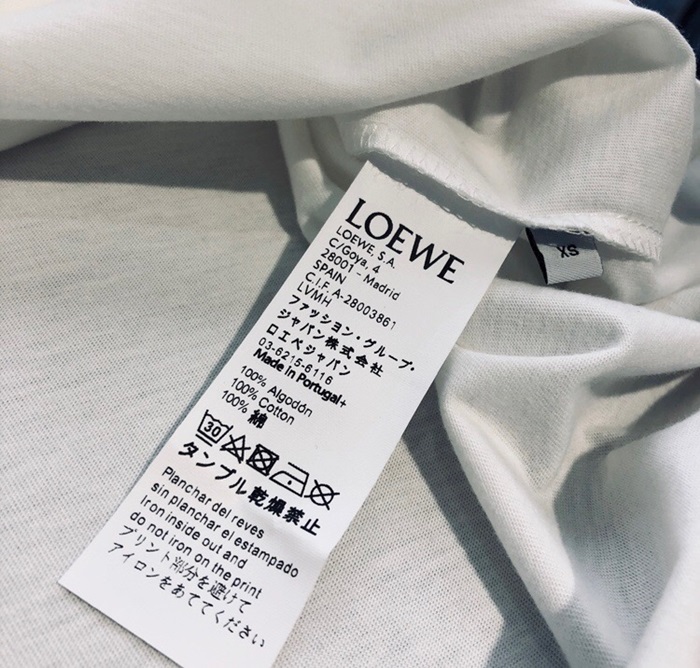 LOEWE
LOEWE, S.A.
C/Goya, 4
28001 - Madrid
SPAIN
C.I.F. A-28003861
LVMH
ファッション・グループ・
ジャパン株式会社
ロエベジャパン
03-6215-6116
Made in Portugal+
100% Algodón
100% Cotton
100% 綿
30
タンブル乾燥禁止
Planchar del reves
sin planchar el estampado
Iron inside out and
do not iron on the print
プリント部分を避けて
アイロンをあててください
XS